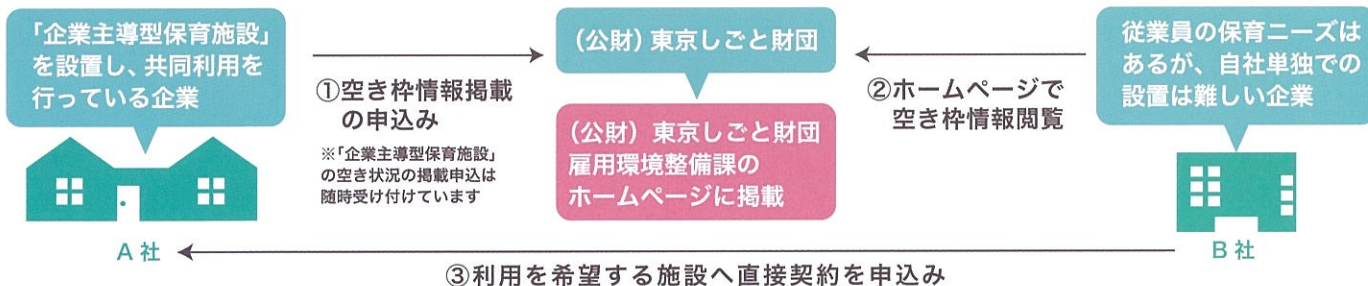 「企業主導型保育施設」
を設置し、共同利用を
行っている企業
A社
①空き枠情報掲載
の申込み
※「企業主導型保育施設」
の空き状況の掲載申込は
随時受け付けています
(公財)東京しごと財団
(公財)東京しごと財団
雇用環境整備課の
ホームページに掲載
②ホームページで
空き枠情報閲覧
従業員の保育ニーズは
あるが、自社単独での
設置は難しい企業
B社
③利用を希望する施設へ直接契約を申込み